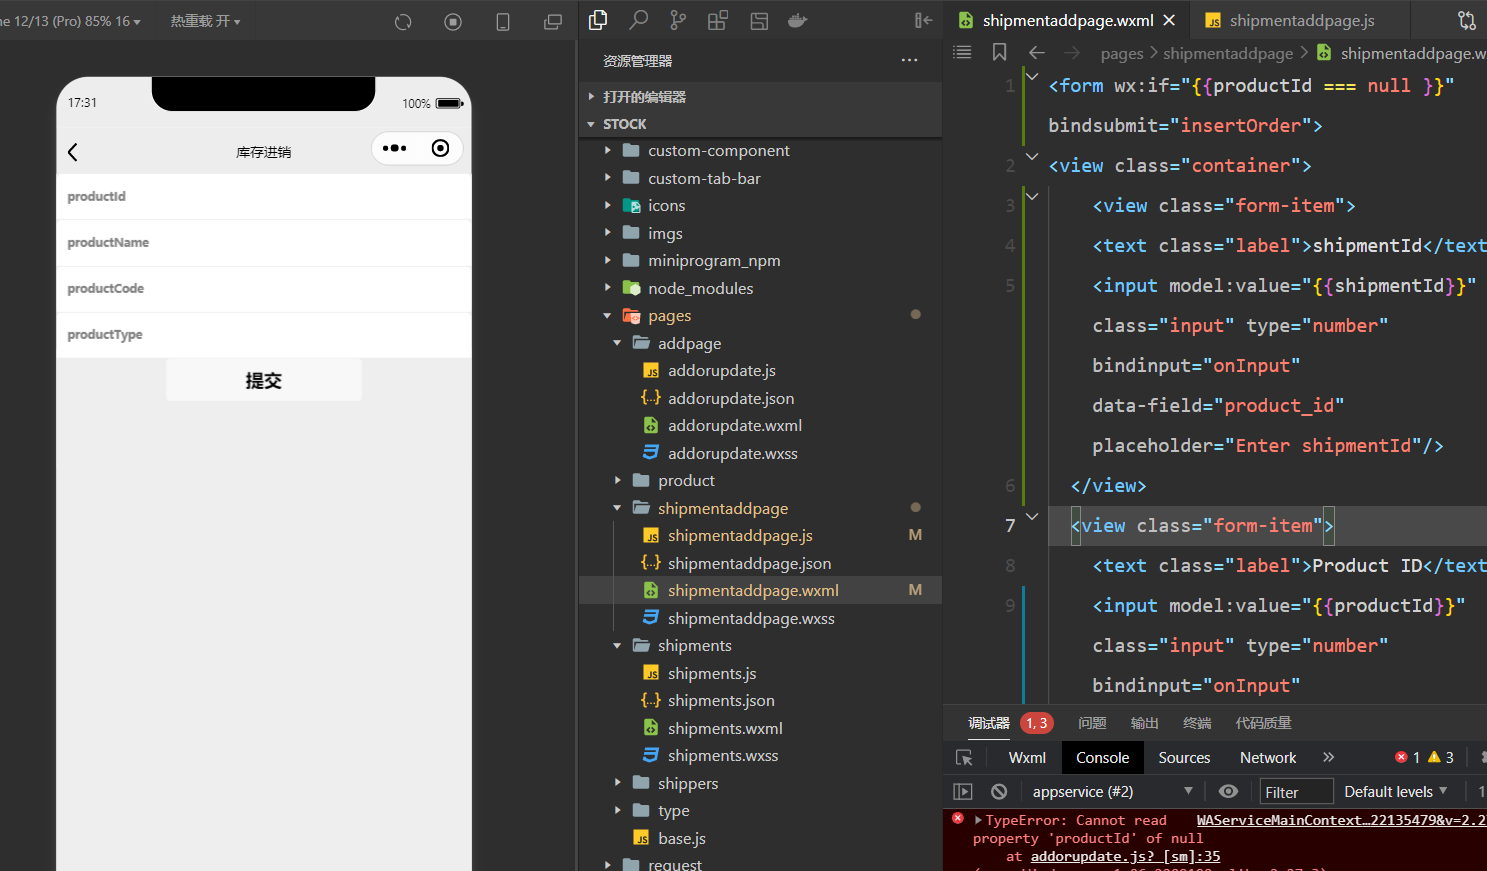 ne 12/13 (Pro) 85% 16
热重载 开
17:31
100%
库存进销
productId
productName
productCode
productType
提交
资源管理器
打开的编辑器
STOCK
custom-component
custom-tab-bar
icons
imgs
miniprogram_npm
node_modules
pages
addpage
addorupdate.js
addorupdate.json
addorupdate.wxml
addorupdate.wxss
product
shipmentaddpage
shipmentaddpage.js M
shipmentaddpage.json
shipmentaddpage.wxml M
shipmentaddpage.wxss
shipments
shipments.js
shipments.json
shipments.wxml
shipments.wxss
shippers
type
base.js
request
shipmentaddpage.wxml
shipmentaddpage.js
pages > shipmentaddpage > shipmentaddpage.w
1 <form wx:if="{{productId === null }}"
bindsubmit="insertOrder">
2 <view class="container">
3 <view class="form-item">
4 <text class="label">shipmentId</text
5 <input model:value="{{shipmentId}}"
class="input" type="number"
bindinput="onInput"
data-field="product_id"
placeholder="Enter shipmentId"/>
6 </view>
7 <view class="form-item">
8 <text class="label">Product ID</text
9 <input model:value="{{productId}}"
class="input" type="number"
bindinput="onInput"
调试器 1, 3 问题 输出 终端 代码质量
Wxml Console Sources Network 1 3
appservice (#2) Filter Default levels 1
TypeError: Cannot read WAServiceMainContext…22135479&v=2.2
property 'productId' of null
at addorupdate.js? [sm]:35